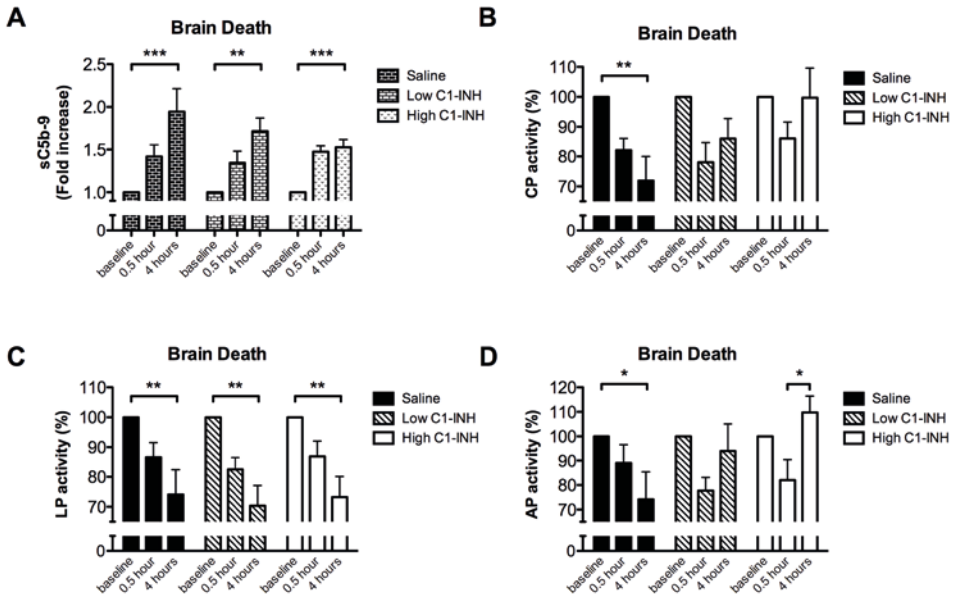 A
Brain Death
sC5b-9
(Fold increase)
2.5
2.0
1.5
1.0
0
***
**
***
baseline
0.5 hour
4 hours
baseline
0.5 hour
4 hours
baseline
0.5 hour
4 hours
Saline
Low C1-INH
High C1-INH
B
Brain Death
CP activity (%)
110
100
90
80
70
0
**
baseline
0.5 hour
4 hours
baseline
0.5 hour
4 hours
baseline
0.5 hour
4 hours
Saline
Low C1-INH
High C1-INH
C
Brain Death
LP activity (%)
110
100
90
80
70
0
**
**
**
baseline
0.5 hour
4 hours
baseline
0.5 hour
4 hours
baseline
0.5 hour
4 hours
Saline
Low C1-INH
High C1-INH
D
Brain Death
AP activity (%)
120
110
100
90
80
70
0
*
*
baseline
0.5 hour
4 hours
baseline
0.5 hour
4 hours
baseline
0.5 hour
4 hours
Saline
Low C1-INH
High C1-INH